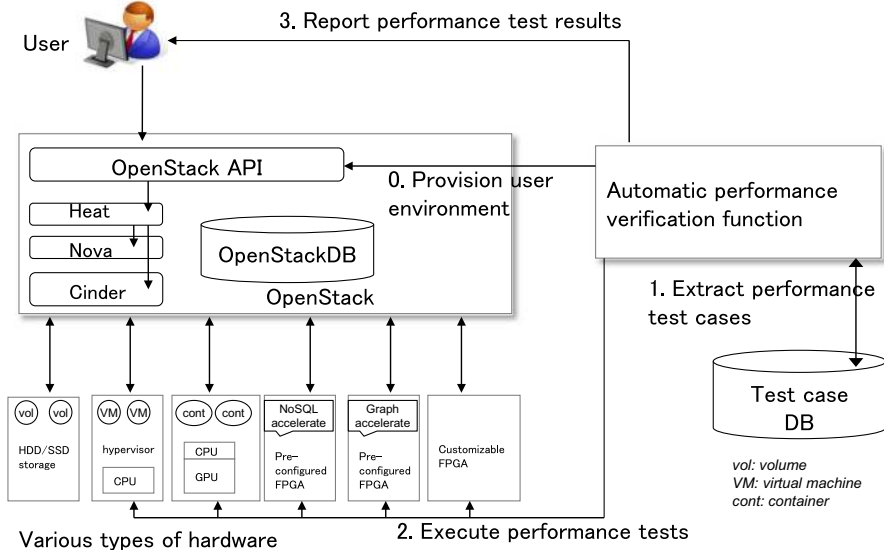 3. Report performance test results
User
OpenStack API
0. Provision user
environment
Automatic performance
verification function
Heat
Nova
Cinder
OpenStackDB
OpenStack
1. Extract performance
test cases
Test case
DB
vol
vol
HDD/SSD
storage
VM
VM
hypervisor
CPU
cont
cont
CPU
GPU
NoSQL
accelerate
Pre-
configured
FPGA
Graph
accelerate
Pre-
configured
FPGA
Customizable
FPGA
vol: volume
VM: virtual machine
cont: container
Various types of hardware
2. Execute performance tests